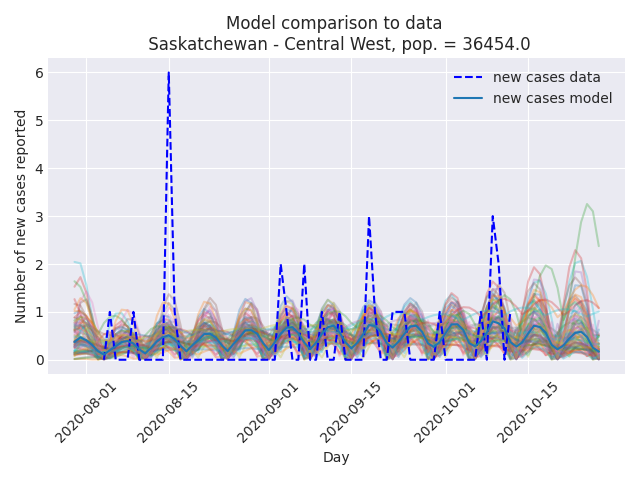 Model comparison to data
Saskatchewan - Central West, pop. = 36454.0
new cases data
new cases model
Number of new cases reported
6
5
4
3
2
1
0
2020-08-01
2020-08-15
2020-09-01
2020-09-15
2020-10-01
2020-10-15
Day